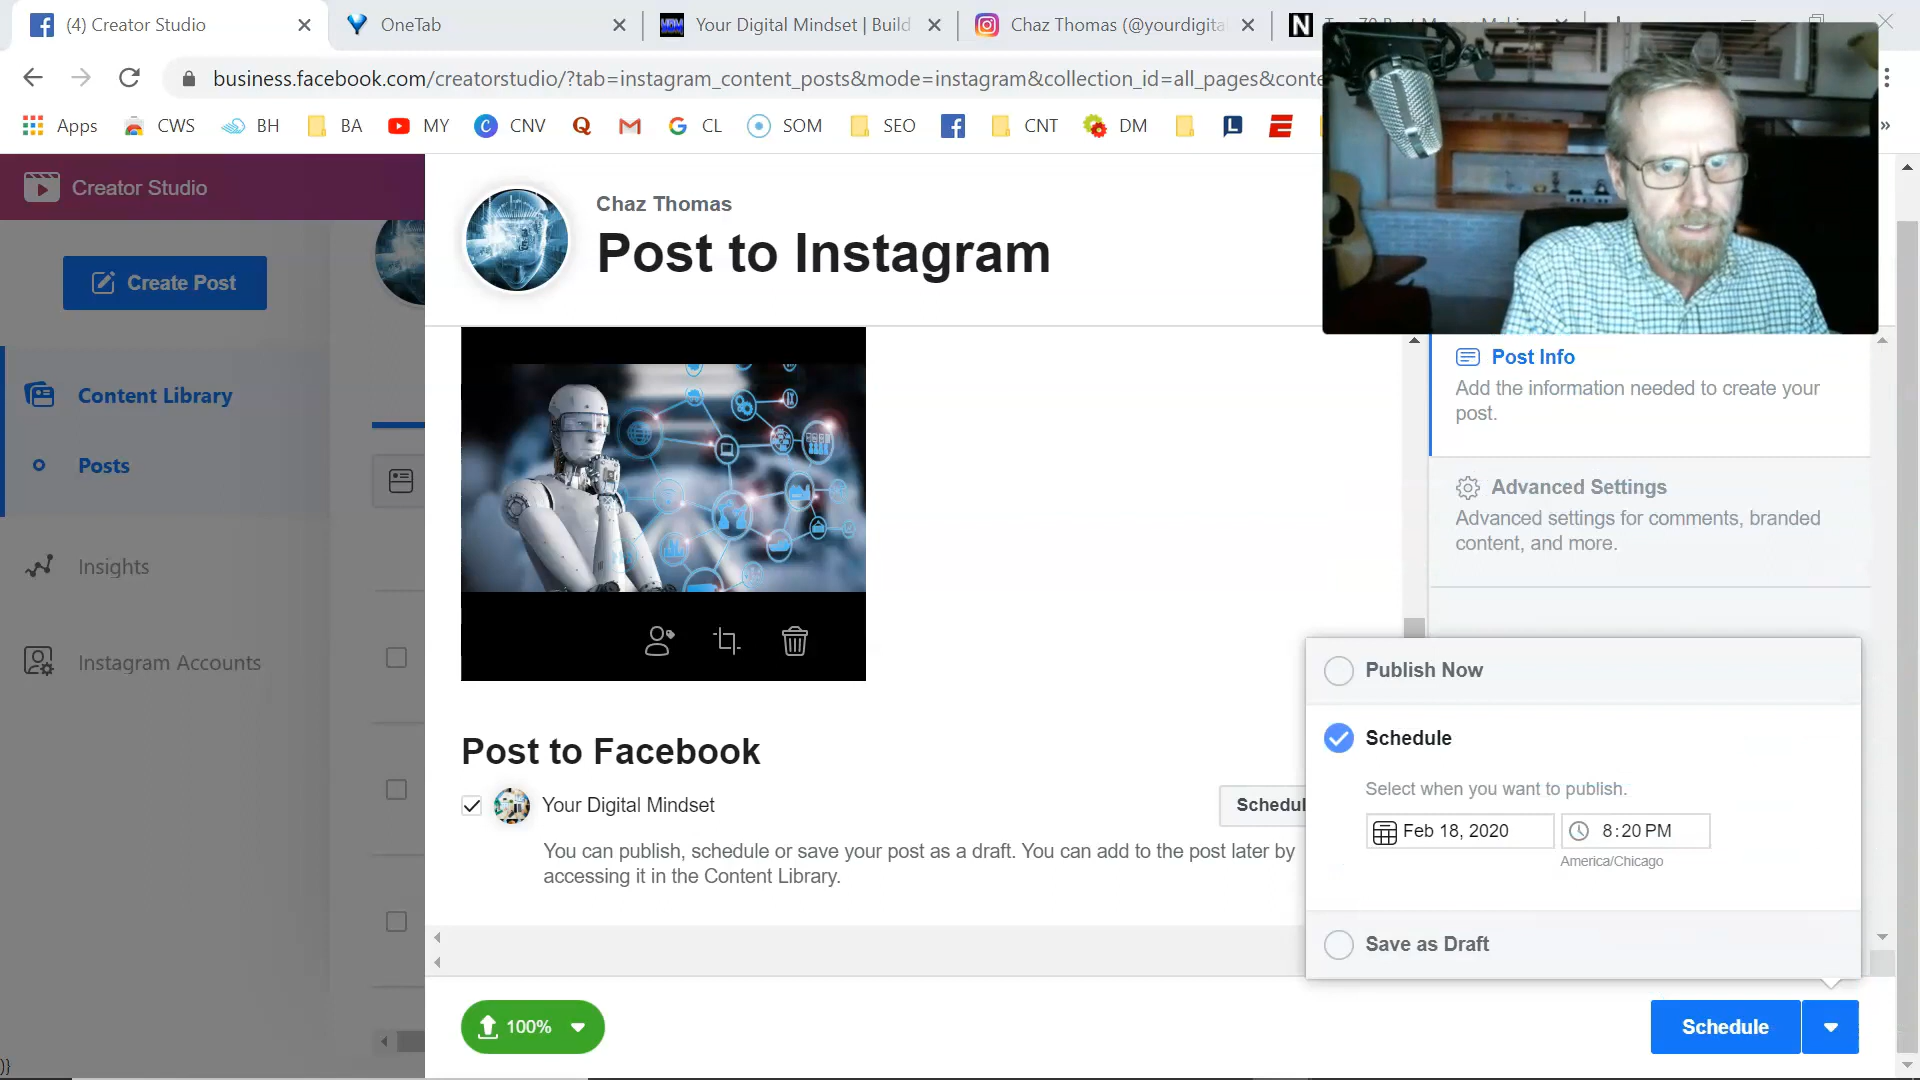 (4) Creator Studio
OneTab
Your Digital Mindset | Build
Chaz Thomas (@yourdigita
N
business.facebook.com/creatorstudio/?tab=instagram_content_posts&mode=instagram&collection_id=all_pages&conte
Apps
CWS
BH
BA
MY
CNV
CL
SOM
SEO
CNT
DM
Creator Studio
Create Post
Content Library
Posts
Insights
Instagram Accounts
)}
Chaz Thomas
Post to Instagram
Post to Facebook
Your Digital Mindset
Schedul
You can publish, schedule or save your post as a draft. You can add to the post later by
accessing it in the Content Library.
100%
Post Info
Add the information needed to create your
post.
Advanced Settings
Advanced settings for comments, branded
content, and more.
Publish Now
Schedule
Select when you want to publish.
Feb 18, 2020
8:20 PM
America/Chicago
Save as Draft
Schedule